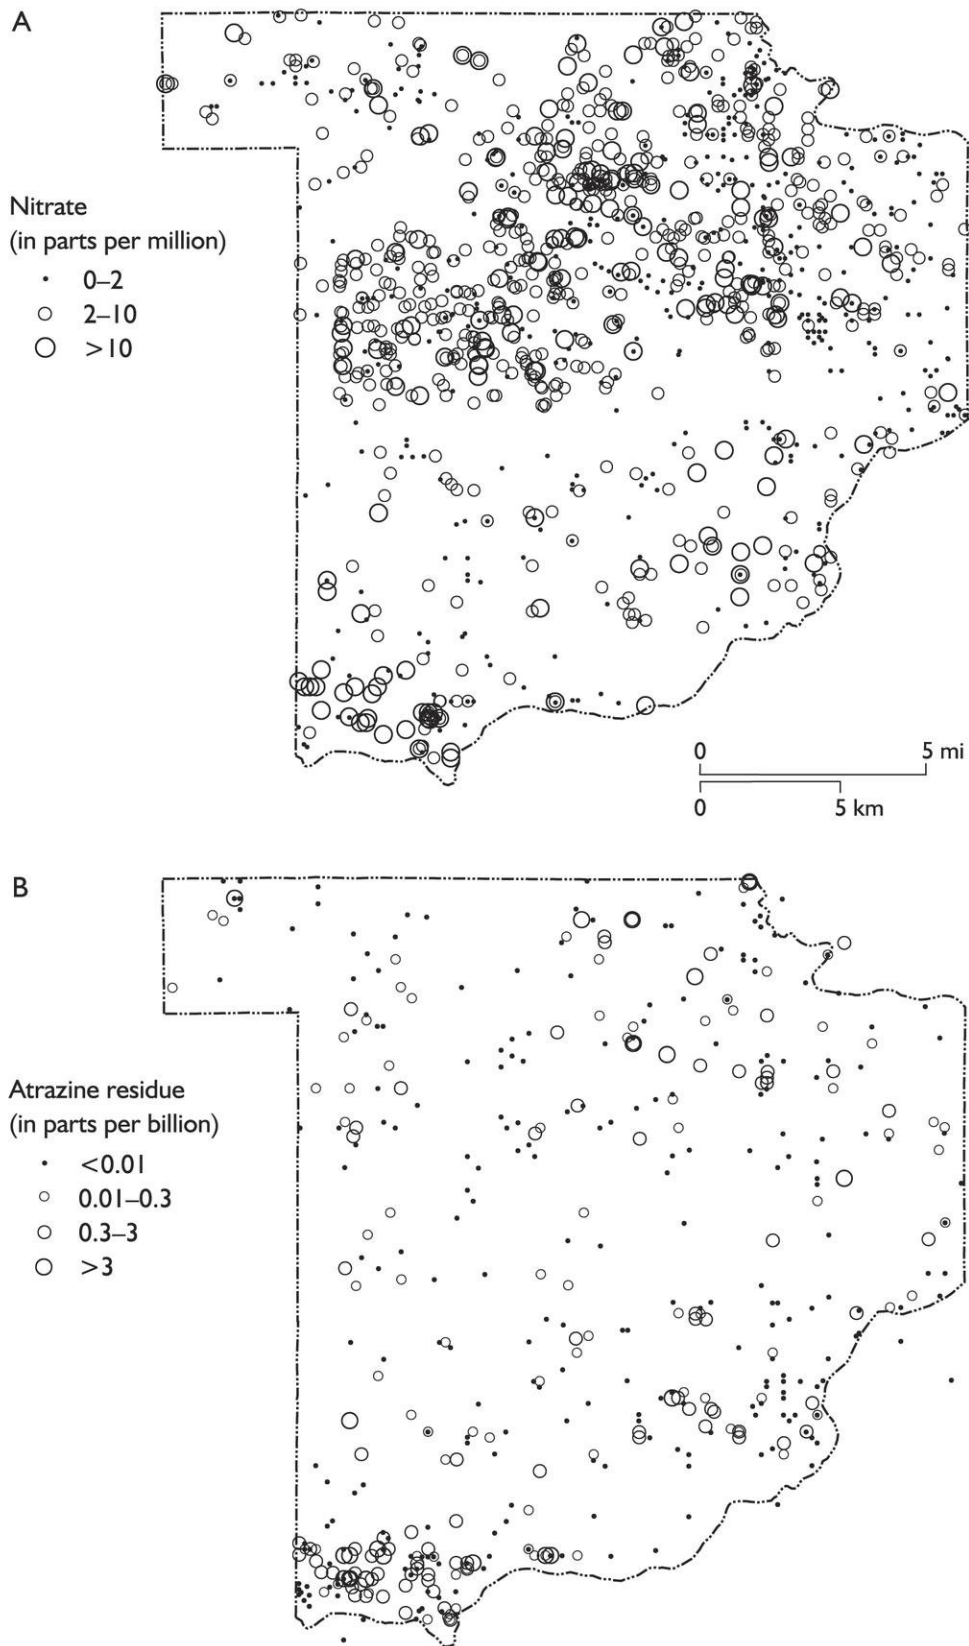 A
Nitrate
(in parts per million)
0–2
2–10
>10
0 5 mi
0 5 km
B
Atrazine residue
(in parts per billion)
<0.01
0.01–0.3
0.3–3
>3